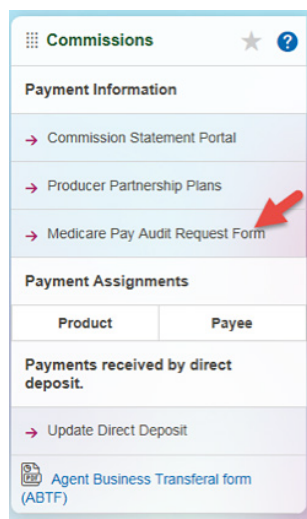 Commissions
Payment Information
Commission Statement Portal
Producer Partnership Plans
Medicare Pay Audit Request Form
Payment Assignments
Product Payee
Payments received by direct
deposit.
Update Direct Deposit
PDF Agent Business Transferal form
(ABTF)